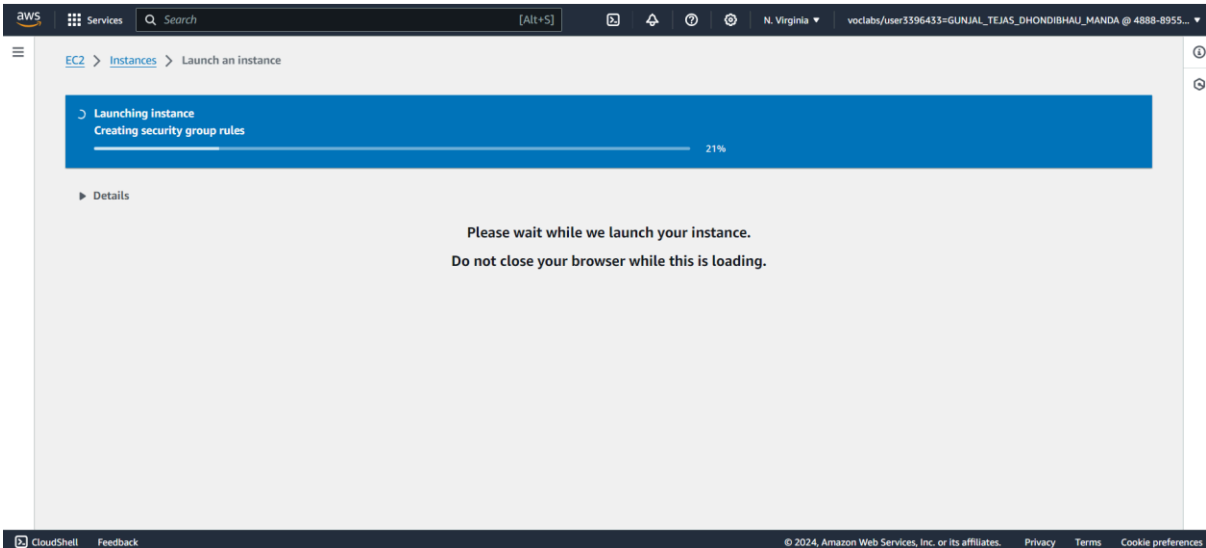 aws Services Search [Alt+S] N. Virginia voclabs/user3396433=GUNJAL_TEJAS_DHONDIBHAU_MANDA @ 4888-8955...
EC2 > Instances > Launch an instance
Launching instance
Creating security group rules
21%
Details
Please wait while we launch your instance.
Do not close your browser while this is loading.
CloudShell Feedback © 2024, Amazon Web Services, Inc. or its affiliates. Privacy Terms Cookie preferences